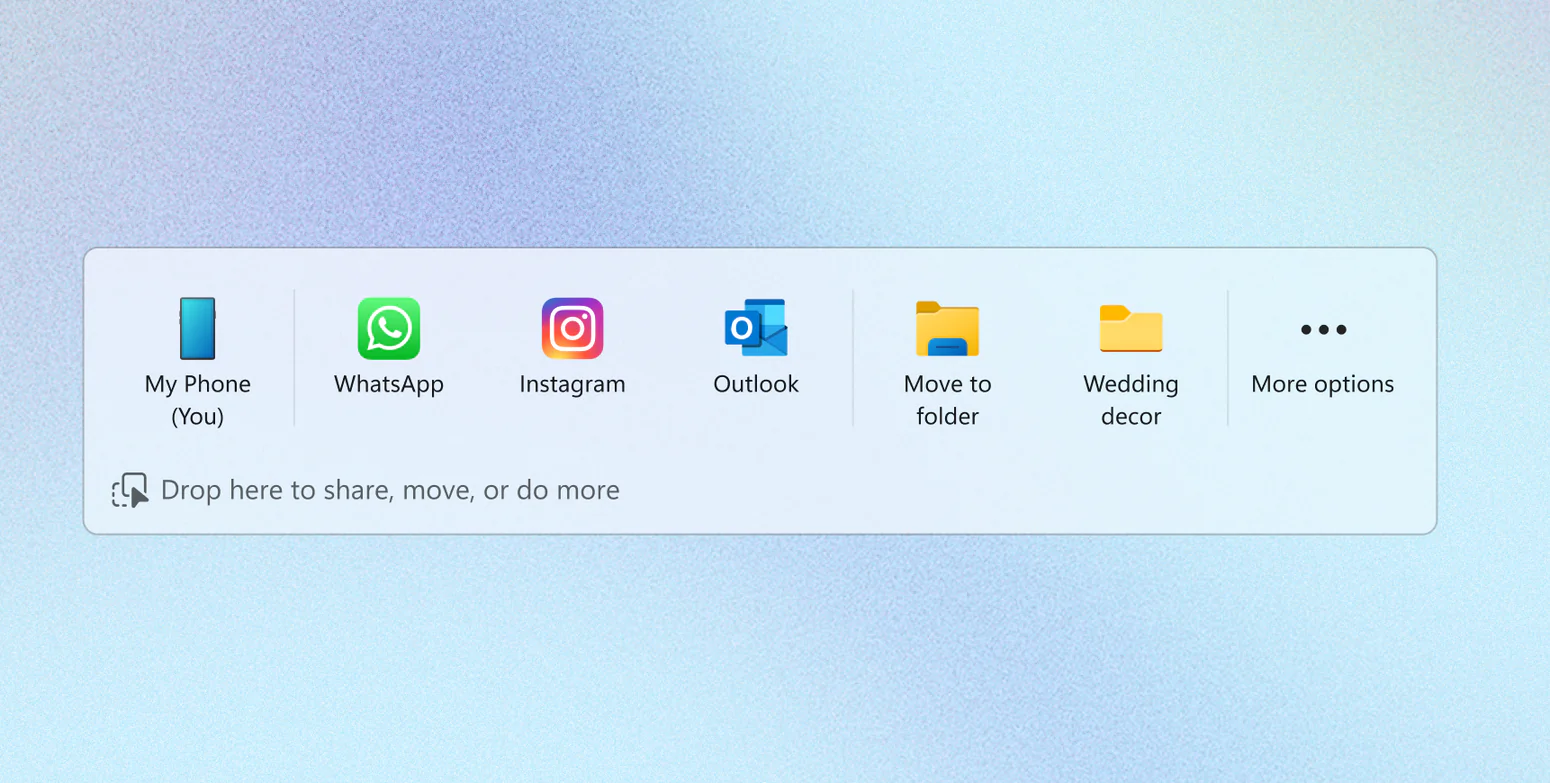 My Phone
(You)
WhatsApp
Instagram
O
Outlook
Move to
folder
Wedding
decor
More options
Drop here to share, move, or do more